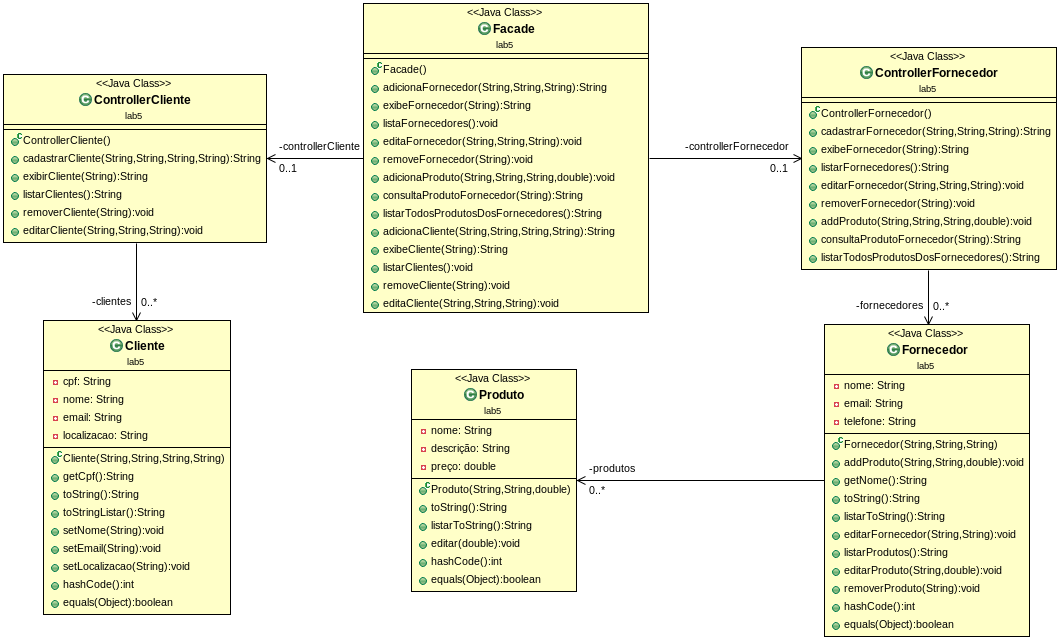 <<Java Class>>
Facade
lab5
Facade()
adicionaFornecedor(String,String,String):String
exibeFornecedor(String):String
listaFornecedores():void
editaFornecedor(String,String,String):void
removeFornecedor(String):void
adicionaProduto(String,String,String,double):void
consultaProdutoFornecedor(String):String
listarTodosProdutosDosFornecedores():String
adicionaCliente(String,String,String,String):String
exibeCliente(String):String
listarClientes():void
removeCliente(String):void
editaCliente(String,String,String):void
<<Java Class>>
ControllerCliente
lab5
ControllerCliente()
cadastrarCliente(String,String,String,String):String
exibirCliente(String):String
listarClientes():String
removerCliente(String):void
editarCliente(String,String,String):void
-controllerCliente
0..1
-controllerFornecedor
0..1
<<Java Class>>
ControllerFornecedor
lab5
ControllerFornecedor()
cadastrarFornecedor(String,String,String):String
exibeFornecedor(String):String
listarFornecedores():String
editarFornecedor(String,String,String):void
removerFornecedor(String):void
addProduto(String,String,String,double):void
consultaProdutoFornecedor(String):String
listarTodosProdutosDosFornecedores():String
-clientes
0..*
-fornecedores
0..*
<<Java Class>>
Cliente
lab5
cpf: String
nome: String
email: String
localizacao: String
Cliente(String,String,String,String)
getCpf():String
toString():String
toStringListar():String
setNome(String):void
setEmail(String):void
setLocalizacao(String):void
hashCode():int
equals(Object):boolean
<<Java Class>>
Produto
lab5
nome: String
descrição: String
preço: double
Produto(String,String,double)
toString():String
listarToString():String
editar(double):void
hashCode():int
equals(Object):boolean
-produtos
0..*
<<Java Class>>
Fornecedor
lab5
nome: String
email: String
telefone: String
Fornecedor(String,String,String)
addProduto(String,String,double):void
getNome():String
toString():String
listarToString():String
editarFornecedor(String,String):void
listarProdutos():String
editarProduto(String,double):void
removerProduto(String):void
hashCode():int
equals(Object):boolean